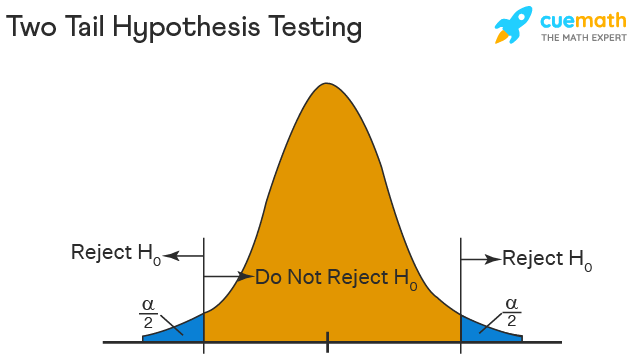 Two Tail Hypothesis Testing
cuemath
THE MATH EXPERT
Reject H₀
Reject H₀
Do Not Reject H₀
α/2
α/2